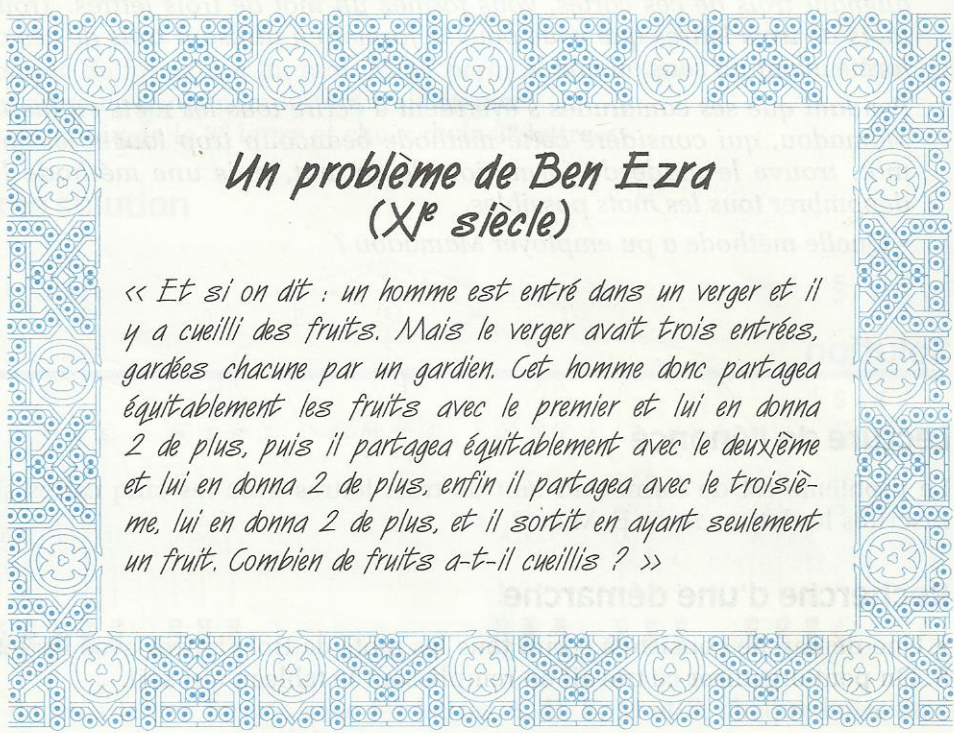 Un problème de Ben Ezra
(XIᵉ siècle)
<< Et si on dit : un homme est entré dans un verger et il
y a cueilli des fruits. Mais le verger avait trois entrées,
gardées chacune par un gardien. Cet homme donc partagea
équitablement les fruits avec le premier et lui en donna
2 de plus, puis il partagea équitablement avec le deuxième
et lui en donna 2 de plus, enfin il partagea avec le troisiè-
me, lui en donna 2 de plus, et il sortit en ayant seulement
un fruit. Combien de fruits a-t-il cueillis ? >>